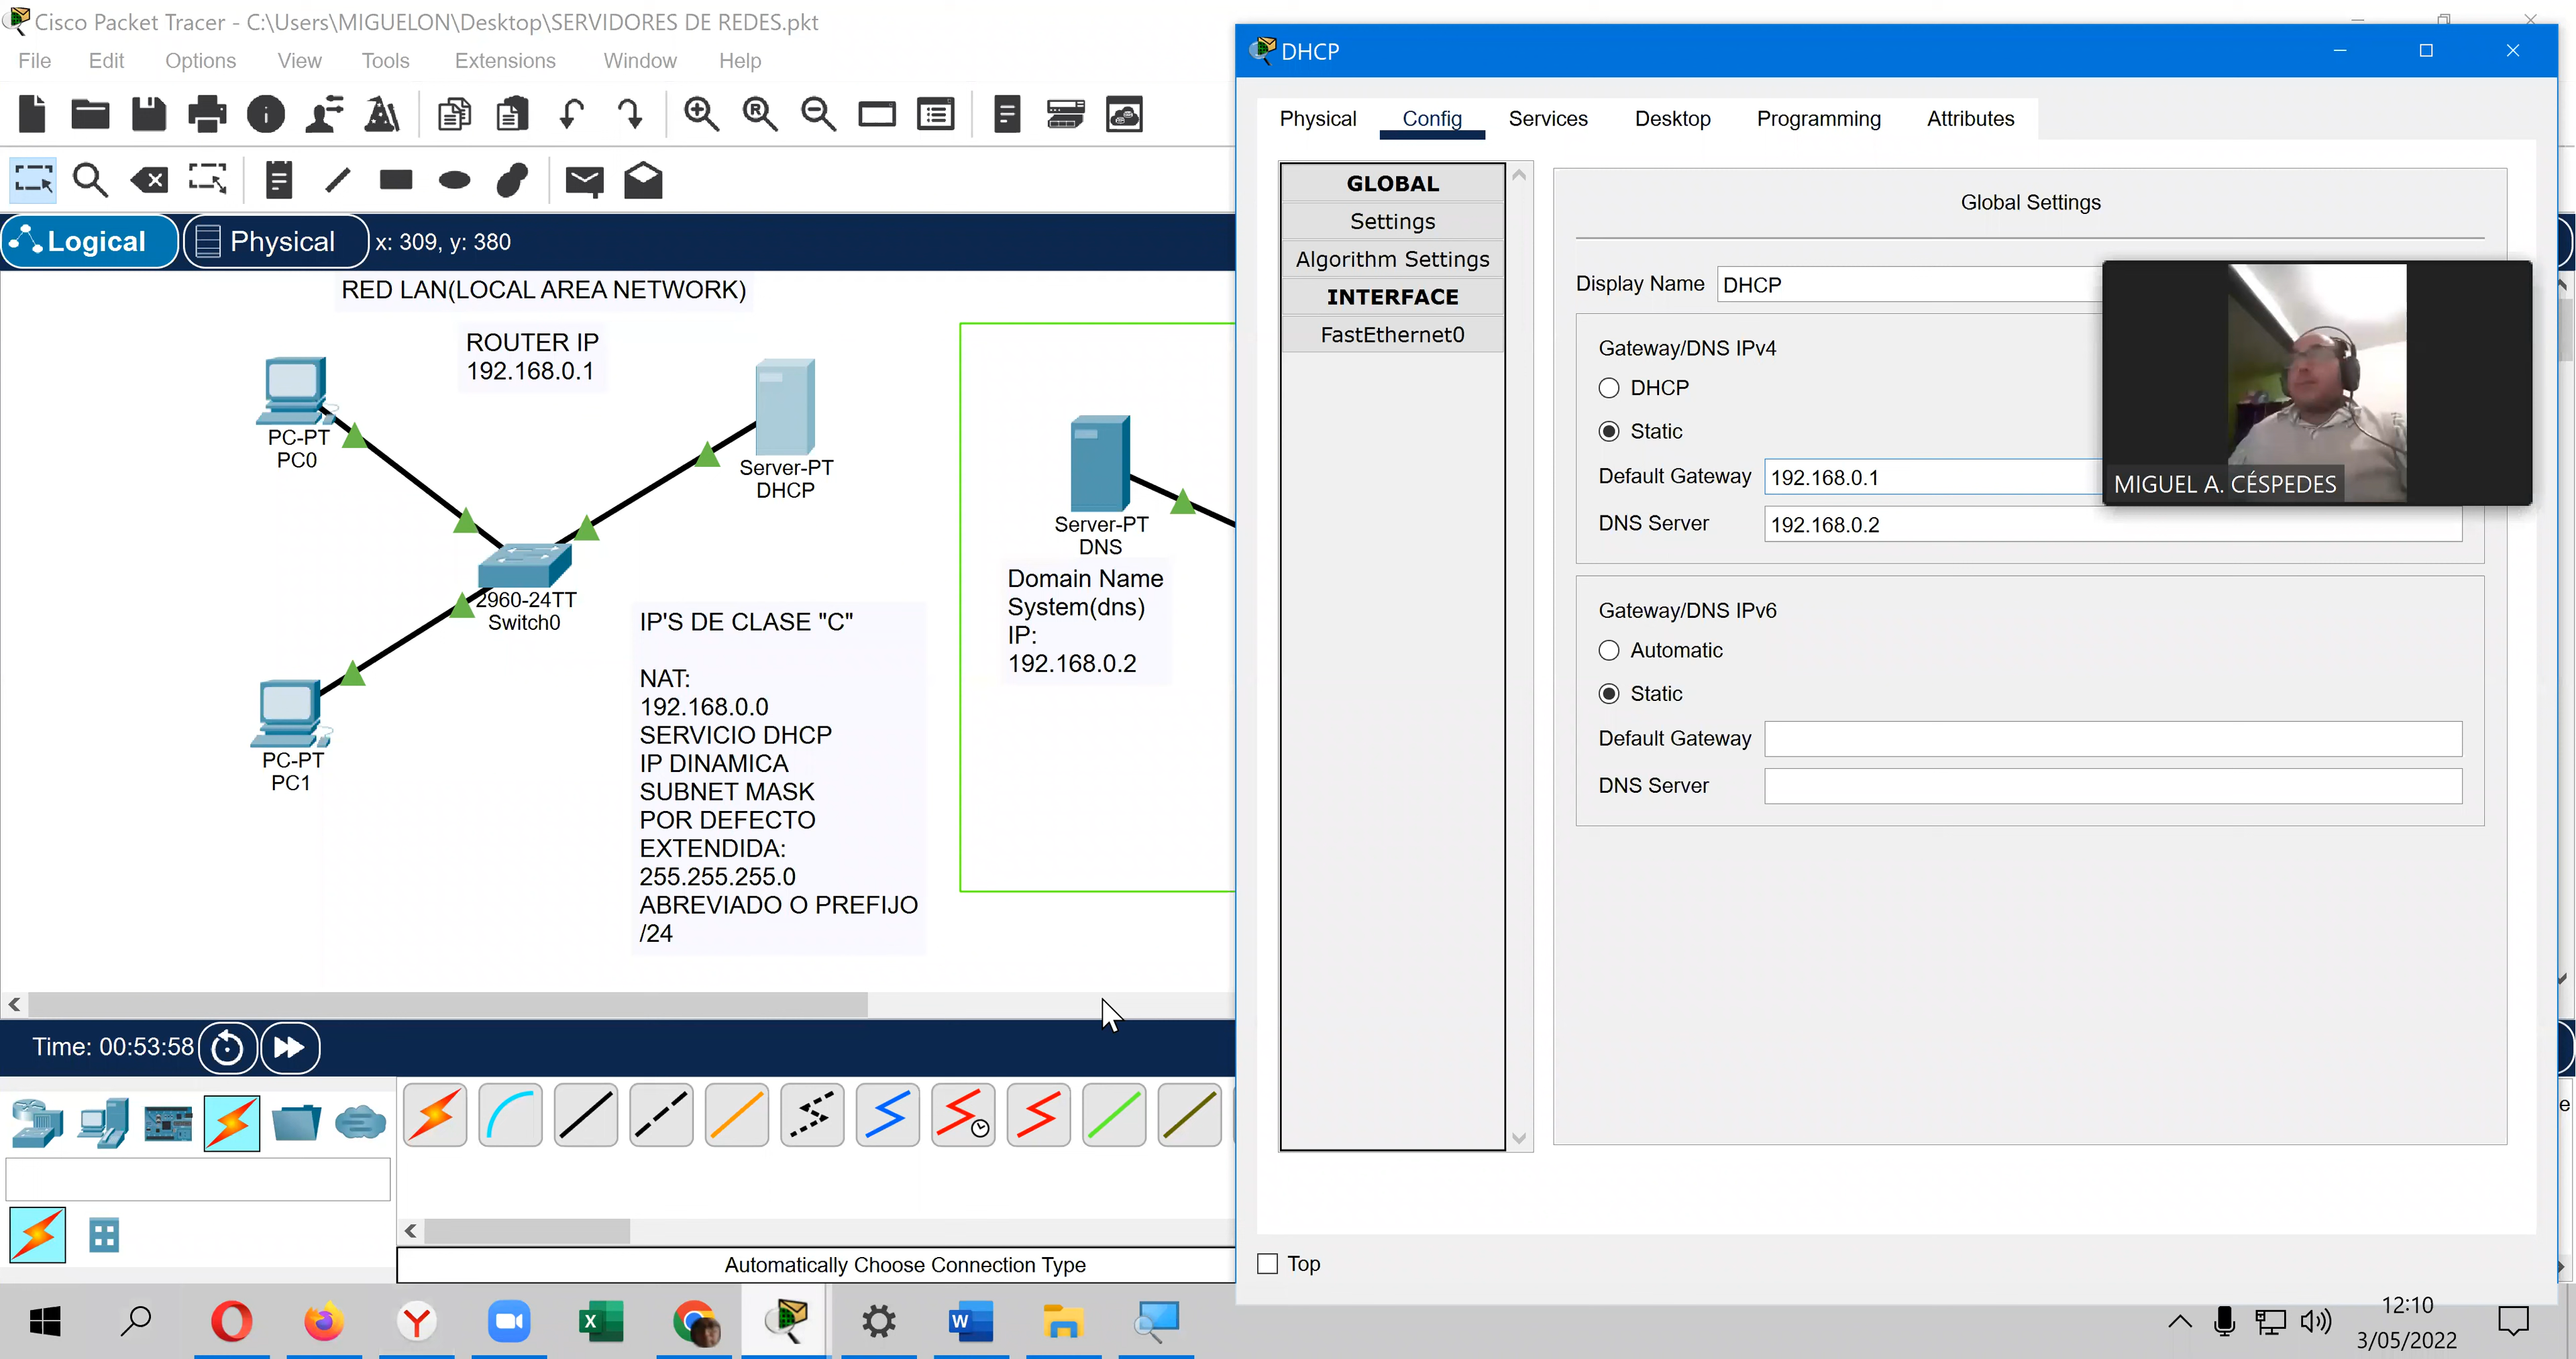 Cisco Packet Tracer - C:\Users\MIGUELON\Desktop\SERVIDORES DE REDES.pkt
File Edit Options View Tools Extensions Window Help
Logical Physical x: 309, y: 380
RED LAN(LOCAL AREA NETWORK)
ROUTER IP
192.168.0.1
PC-PT
PC0
Server-PT
DHCP
2960-24TT
Switch0
PC-PT
PC1
IP'S DE CLASE "C"
NAT:
192.168.0.0
SERVICIO DHCP
IP DINAMICA
SUBNET MASK
POR DEFECTO
EXTENDIDA:
255.255.255.0
ABREVIADO O PREFIJO
/24
Server-PT
DNS
Domain Name
System(dns)
IP:
192.168.0.2
Time: 00:53:58
Automatically Choose Connection Type
DHCP
Physical Config Services Desktop Programming Attributes
GLOBAL
Settings
Algorithm Settings
INTERFACE
FastEthernet0
Global Settings
Display Name DHCP
Gateway/DNS IPv4
DHCP
Static
Default Gateway 192.168.0.1
DNS Server 192.168.0.2
MIGUEL A. CÉSPEDES
Gateway/DNS IPv6
Automatic
Static
Default Gateway
DNS Server
Top
12:10
3/05/2022